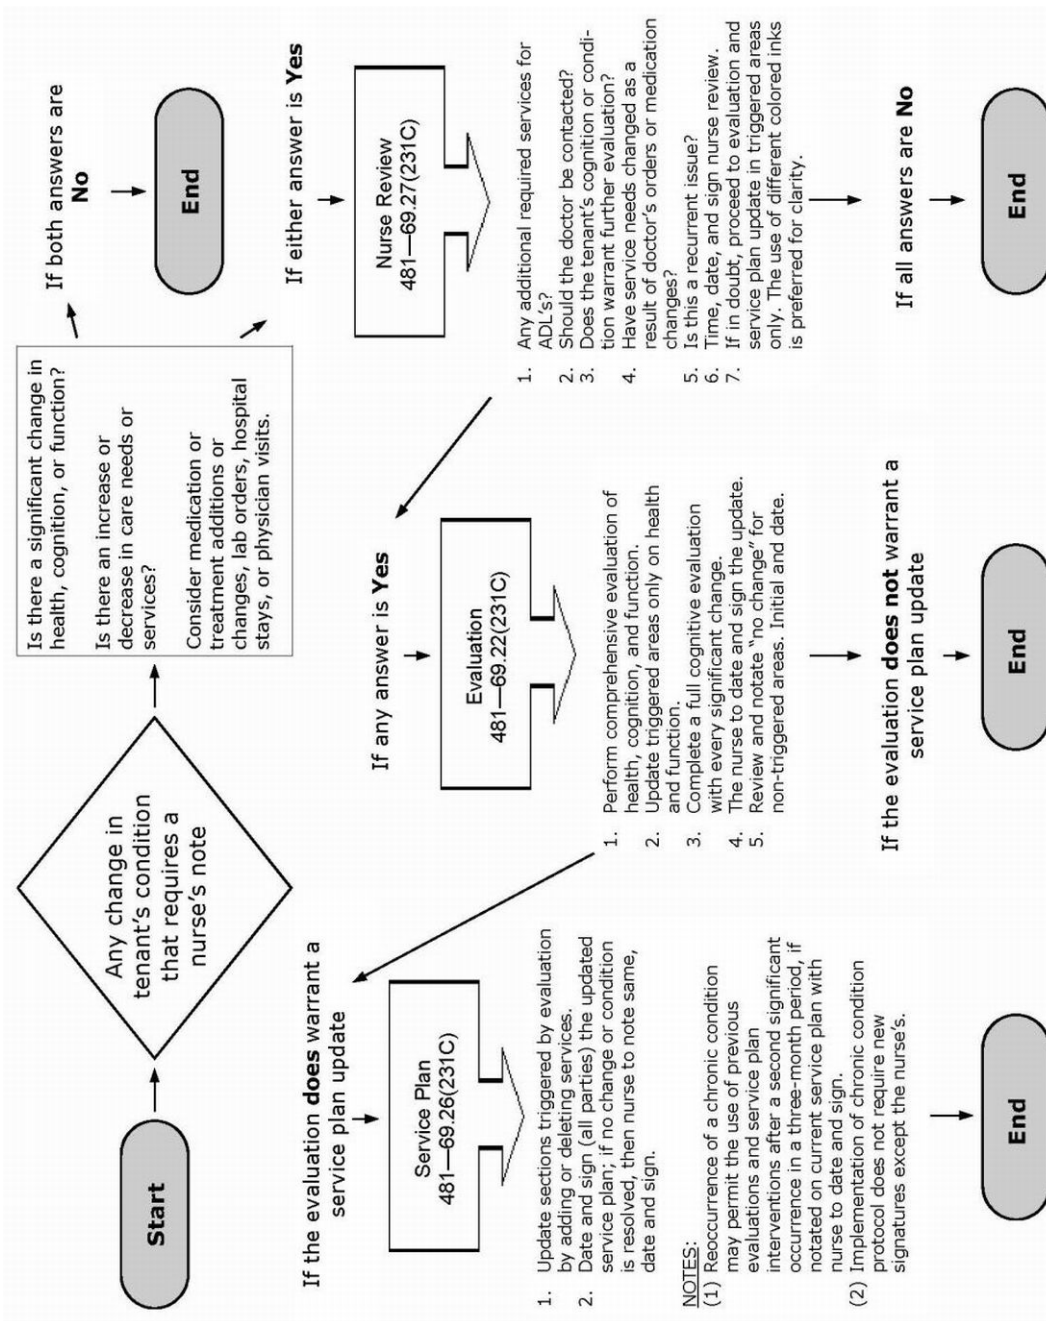 Start
Any change in
tenant's condition
that requires a
nurse's note
Is there a significant change in
health, cognition, or function?
Is there an increase or
decrease in care needs or
services?
Consider medication or
treatment additions or
changes, lab orders, hospital
stays, or physician visits.
If both answers are
No
End
If either answer is Yes
Nurse Review
481—69.27(231C)
1. Any additional required services for
ADL's?
2. Should the doctor be contacted?
3. Does the tenant's cognition or condi-
tion warrant further evaluation?
4. Have service needs changed as a
result of doctor's orders or medication
changes?
5. Is this a recurrent issue?
6. Time, date, and sign nurse review.
7. If in doubt, proceed to evaluation and
service plan update in triggered areas
only. The use of different colored inks
is preferred for clarity.
If all answers are No
End
If any answer is Yes
Evaluation
481—69.22(231C)
1. Perform comprehensive evaluation of
health, cognition, and function.
2. Update triggered areas only on health
and function.
3. Complete a full cognitive evaluation
with every significant change.
4. The nurse to date and sign the update.
5. Review and notate "no change" for
non-triggered areas. Initial and date.
If the evaluation does not warrant a
service plan update
End
If the evaluation does warrant a
service plan update
Service Plan
481—69.26(231C)
1. Update sections triggered by evaluation
by adding or deleting services.
2. Date and sign (all parties) the updated
service plan; if no change or condition
is resolved, then nurse to note same,
date and sign.
NOTES:
(1) Reoccurrence of a chronic condition
may permit the use of previous
evaluations and service plan
interventions after a second significant
occurrence in a three-month period, if
notated on current service plan with
nurse to date and sign.
(2) Implementation of chronic condition
protocol does not require new
signatures except the nurse's.
End